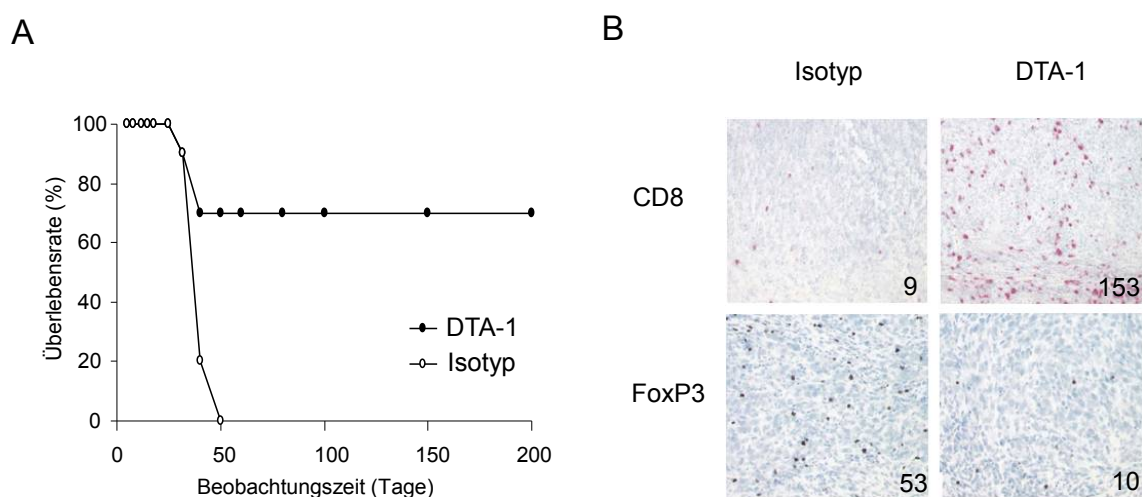 A
Überlebensrate (%)
100
80
60
40
20
0
DTA-1
Isotyp
0 50 100 150 200
Beobachtungszeit (Tage)
B
Isotyp DTA-1
CD8
9 153
FoxP3
53 10